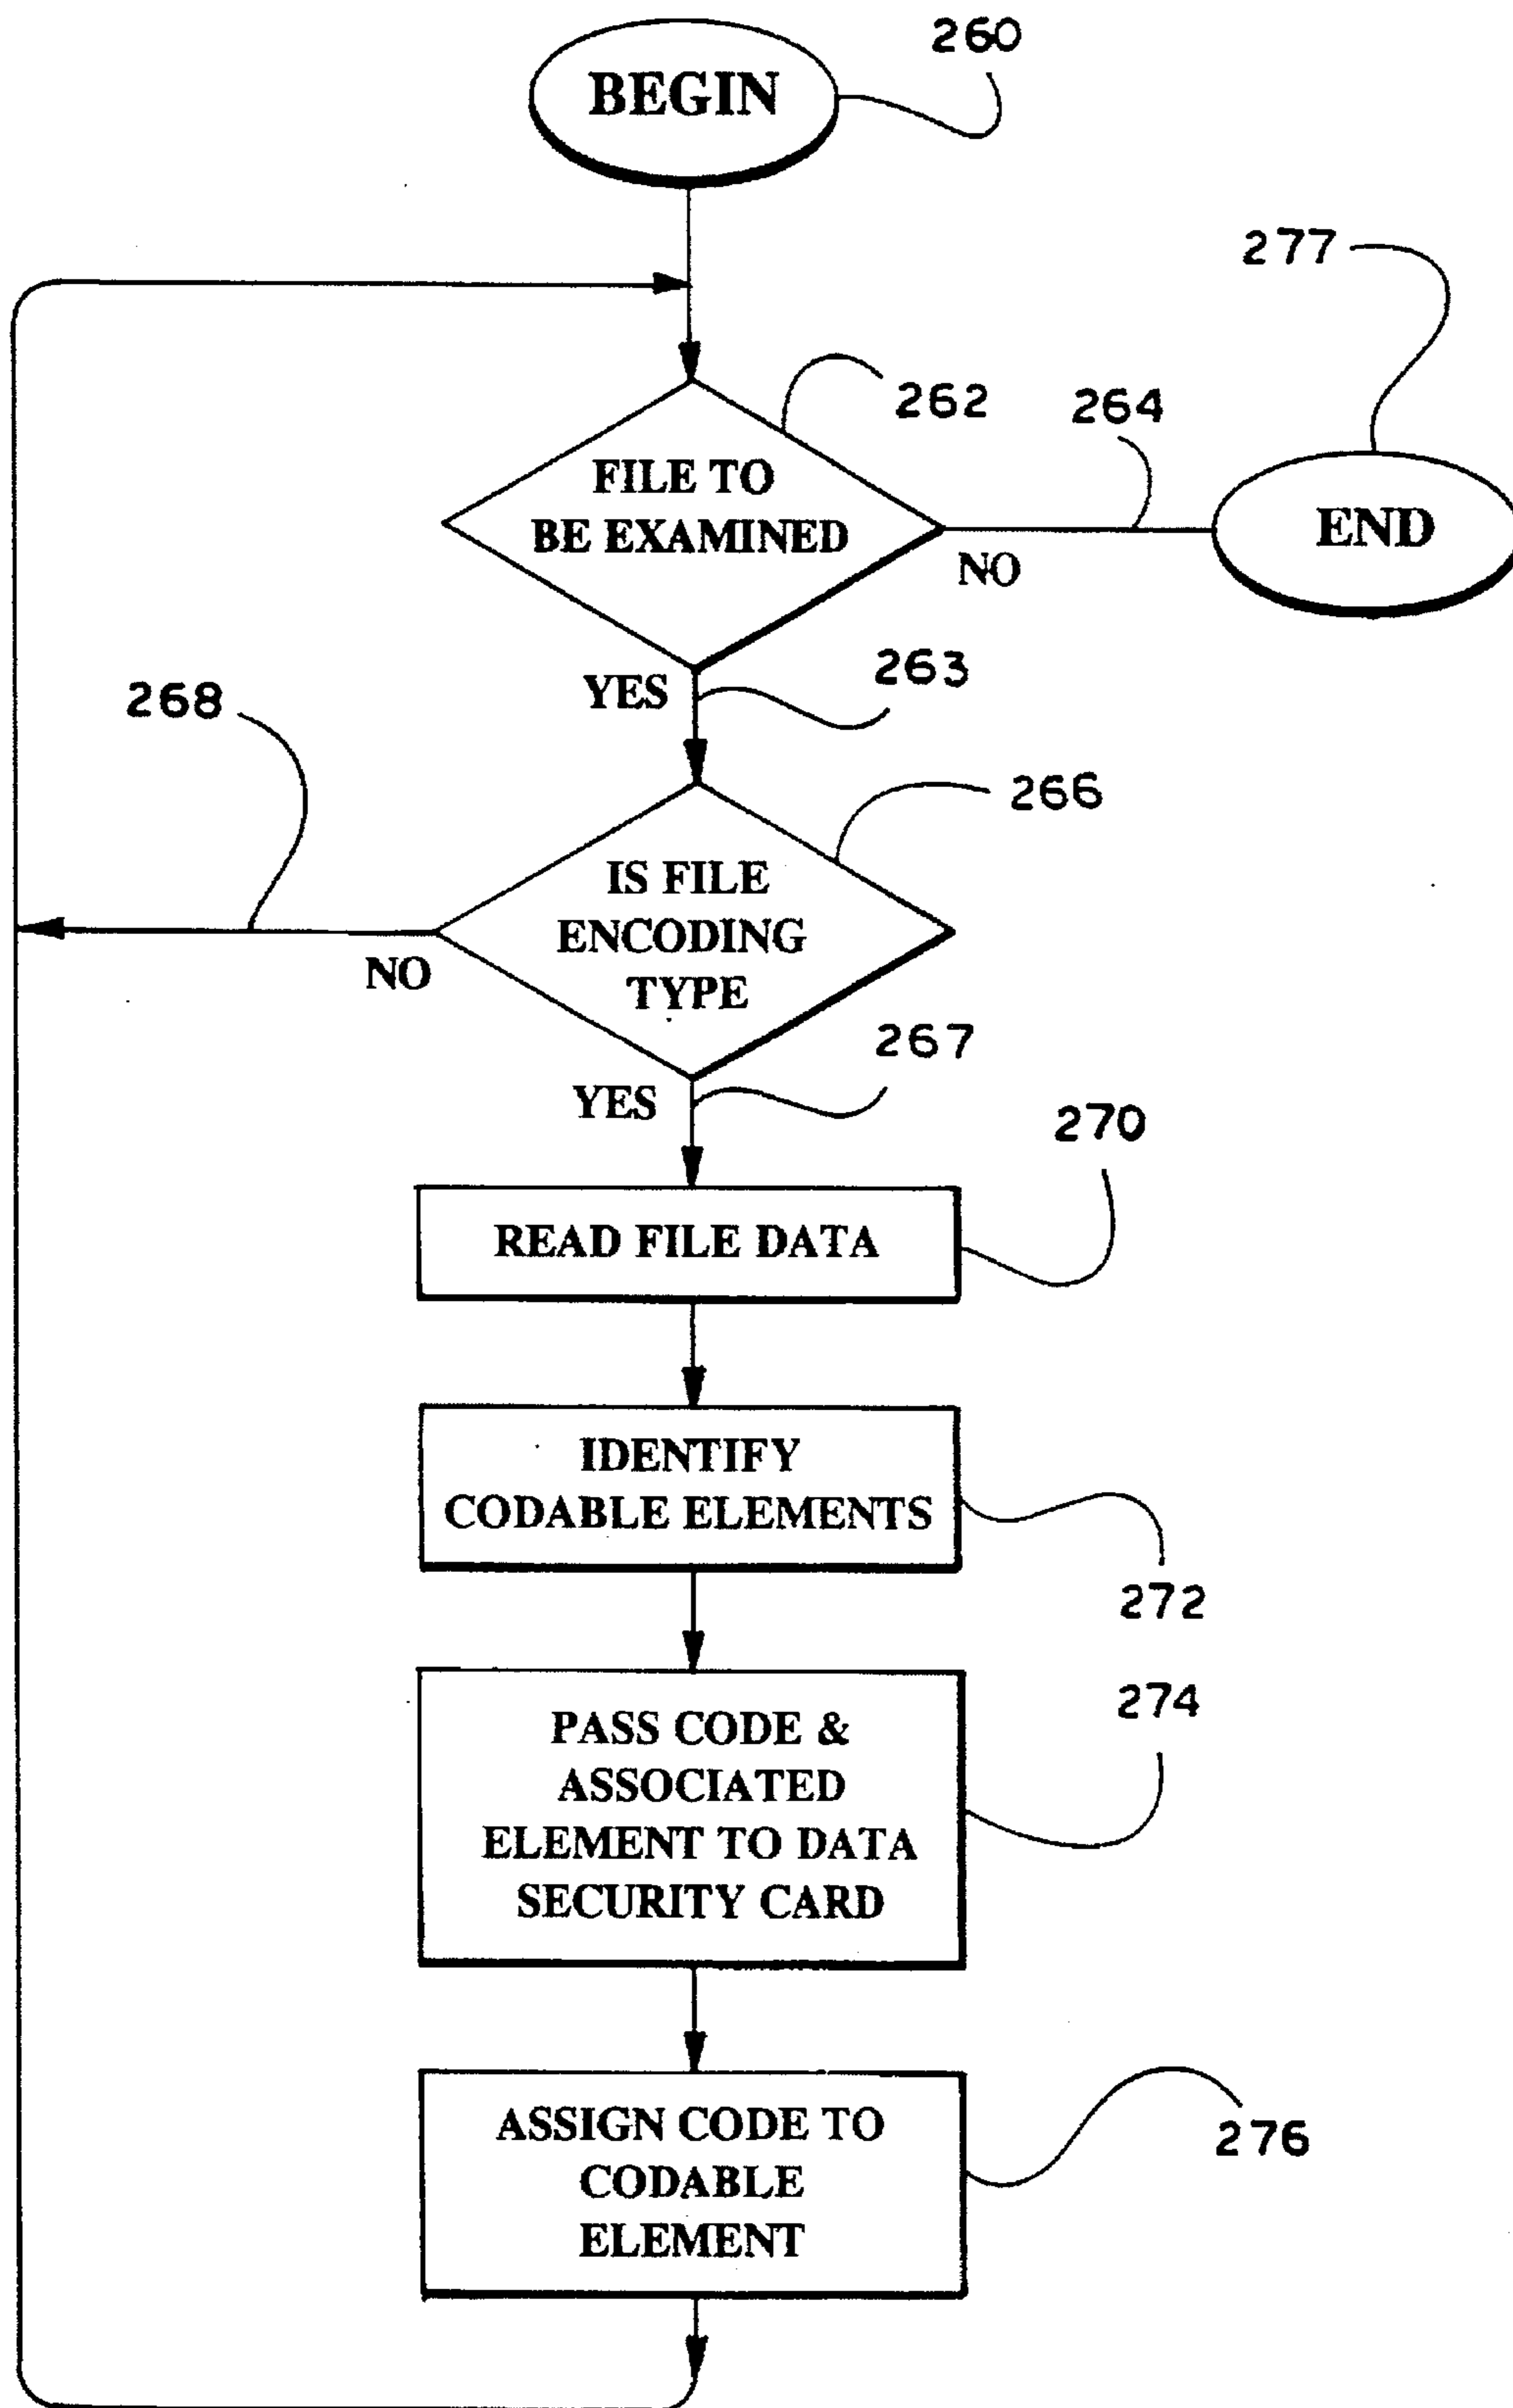 260
BEGIN
277
262
264
FILE TO
BE EXAMINED
END
NO
263
YES
268
266
IS FILE
ENCODING
TYPE
NO
267
YES
270
READ FILE DATA
IDENTIFY
CODABLE ELEMENTS
272
274
PASS CODE &
ASSOCIATED
ELEMENT TO DATA
SECURITY CARD
ASSIGN CODE TO
CODABLE
ELEMENT
276